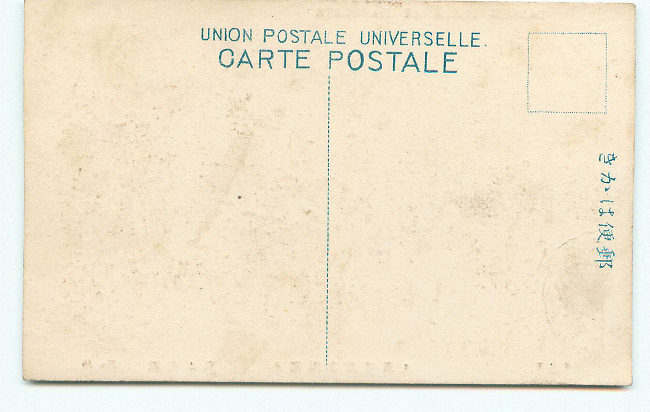 UNION POSTALE UNIVERSELLE.
CARTE POSTALE
郵便はかき